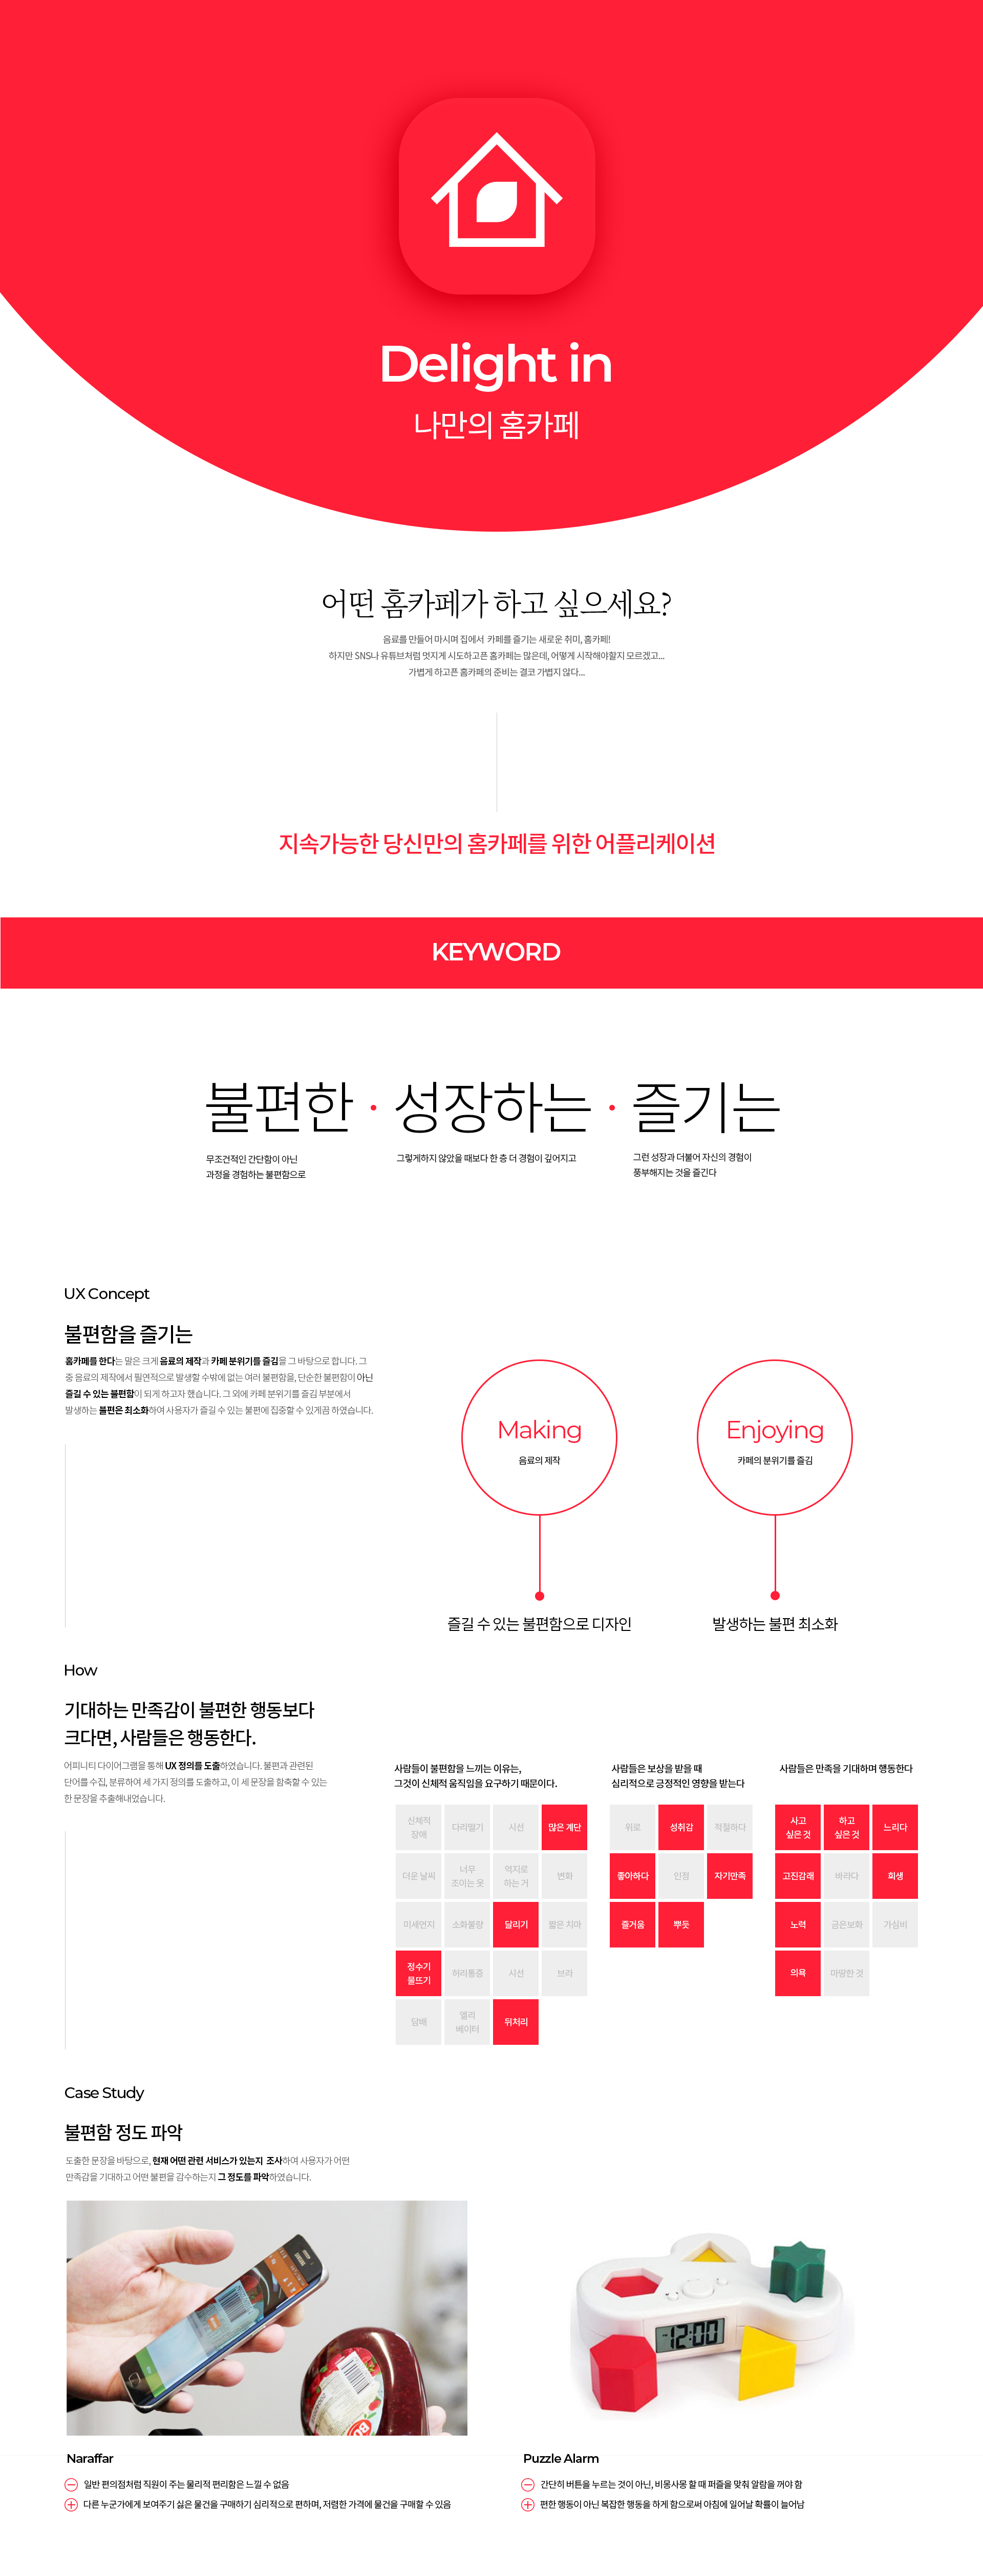 Delight in
나만의 홈카페
어떤 홈카페가 하고 싶으세요?
음료를 만들어 마시며 집에서 카페를 즐기는 새로운 취미, 홈카페!
하지만 SNS나 유튜브처럼 멋지게 시도하고픈 홈카페는 많은데, 어떻게 시작해야할지 모르겠고...
가볍게 하고픈 홈카페의 준비는 결코 가볍지 않다...
지속가능한 당신만의 홈카페를 위한 어플리케이션
KEYWORD
불편한 · 성장하는 · 즐기는
무조건적인 간단함이 아닌
과정을 경험하는 불편함으로
그렇게하지 않았을 때보다 한 층 더 경험이 깊어지고
그런 성장과 더불어 자신의 경험이
풍부해지는 것을 즐긴다
UX Concept
불편함을 즐기는
홈카페를 한다는 말은 크게 음료의 제작과 카페 분위기를 즐김을 그 바탕으로 합니다. 그
중 음료의 제작에서 필연적으로 발생할 수밖에 없는 여러 불편함을, 단순한 불편함이 아닌
즐길 수 있는 불편함이 되게 하고자 했습니다. 그 외에 카페 분위기를 즐김 부분에서
발생하는 불편은 최소화하여 사용자가 즐길 수 있는 불편에 집중할 수 있게끔 하였습니다.
Making
음료의 제작
Enjoying
카페의 분위기를 즐김
즐길 수 있는 불편함으로 디자인
발생하는 불편 최소화
How
기대하는 만족감이 불편한 행동보다
크다면, 사람들은 행동한다.
어피니티 다이어그램을 통해 UX 정의를 도출하였습니다. 불편과 관련된
단어를 수집, 분류하여 세 가지 정의를 도출하고, 이 세 문장을 함축할 수 있는
한 문장을 추출해내었습니다.
사람들이 불편함을 느끼는 이유는,
그것이 신체적 움직임을 요구하기 때문이다.
신체적
장애
다리떨기
시선
많은 계단
더운 날씨
너무
조이는 옷
억지로
하는 거
변화
미세먼지
소화불량
달리기
짧은 치마
정수기
물뜨기
허리통증
시선
브라
담배
엘리
베이터
뒤처리
사람들은 보상을 받을 때
심리적으로 긍정적인 영향을 받는다
위로
성취감
적절하다
좋아하다
인정
자기만족
즐거움
뿌듯
사람들은 만족을 기대하며 행동한다
사고
싶은 것
하고
싶은 것
느리다
고진감래
바라다
희생
노력
금은보화
가심비
의욕
마땅한 것
Case Study
불편함 정도 파악
도출한 문장을 바탕으로, 현재 어떤 관련 서비스가 있는지 조사하여 사용자가 어떤
만족감을 기대하고 어떤 불편을 감수하는지 그 정도를 파악하였습니다.
12:00
Naraffar
일반 편의점처럼 직원이 주는 물리적 편리함은 느낄 수 없음
다른 누군가에게 보여주기 싫은 물건을 구매하기 심리적으로 편하며, 저렴한 가격에 물건을 구매할 수 있음
Puzzle Alarm
간단히 버튼을 누르는 것이 아닌, 비몽사몽 할 때 퍼즐을 맞춰 알람을 꺼야 함
편한 행동이 아닌 복잡한 행동을 하게 함으로써 아침에 일어날 확률이 늘어남